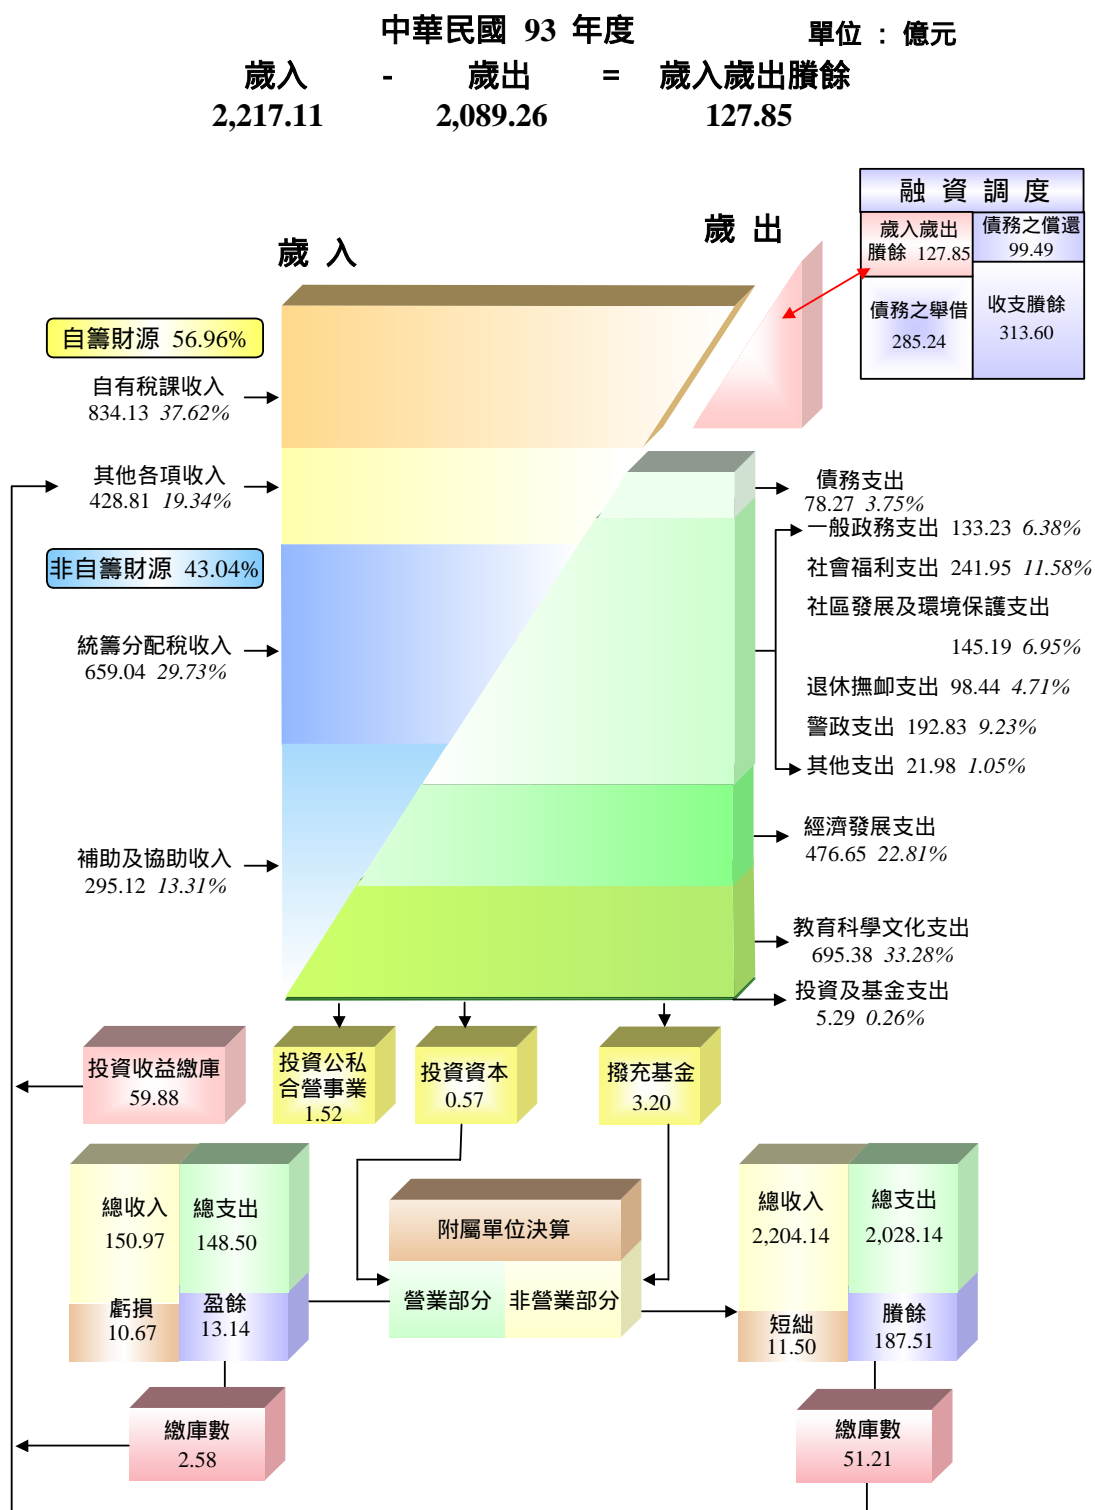 中華民國 93 年度
單位 : 億元
歲入 - 歲出 = 歲入歲出賸餘
2,217.11 2,089.26 127.85
融資調度
歲入歲出
賸餘 127.85
債務之償還
99.49
債務之舉借
285.24
收支賸餘
313.60
歲入
歲出
自籌財源 56.96%
自有稅課收入
834.13 37.62%
其他各項收入
428.81 19.34%
非自籌財源 43.04%
統籌分配稅收入
659.04 29.73%
補助及協助收入
295.12 13.31%
債務支出
78.27 3.75%
一般政務支出 133.23 6.38%
社會福利支出 241.95 11.58%
社區發展及環境保護支出
145.19 6.95%
退休撫卹支出 98.44 4.71%
警政支出 192.83 9.23%
其他支出 21.98 1.05%
經濟發展支出
476.65 22.81%
教育科學文化支出
695.38 33.28%
投資及基金支出
5.29 0.26%
投資收益繳庫
59.88
投資公私
合營事業
1.52
投資資本
0.57
撥充基金
3.20
總收入
150.97
總支出
148.50
虧損
10.67
盈餘
13.14
附屬單位決算
營業部分
非營業部分
總收入
2,204.14
總支出
2,028.14
短絀
11.50
賸餘
187.51
繳庫數
2.58
繳庫數
51.21